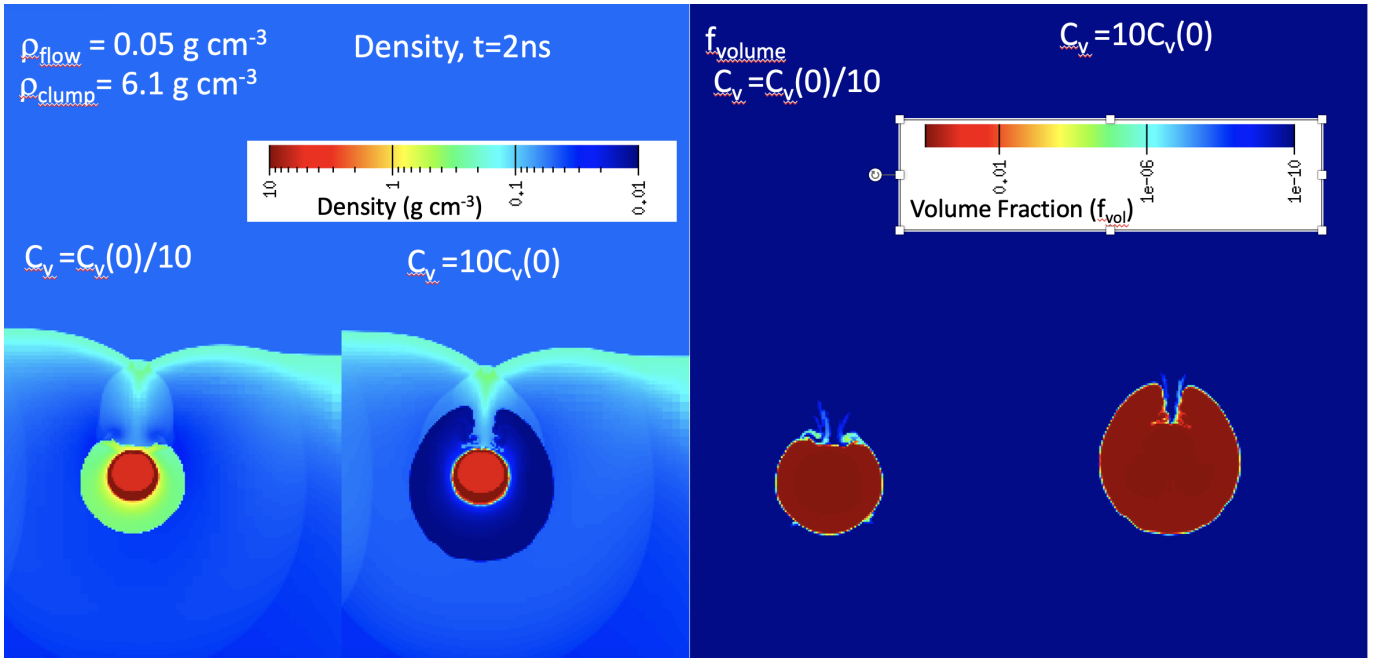 ρflow = 0.05 g cm-3
ρclump= 6.1 g cm-3
Density, t=2ns
10 1 0.1 0.01
Density (g cm-3)
Cv =Cv(0)/10
Cv =10Cv(0)
fvolume
Cv =Cv(0)/10
Cv =10Cv(0)
0.01 1e-06 1e-10
Volume Fraction (fvol)